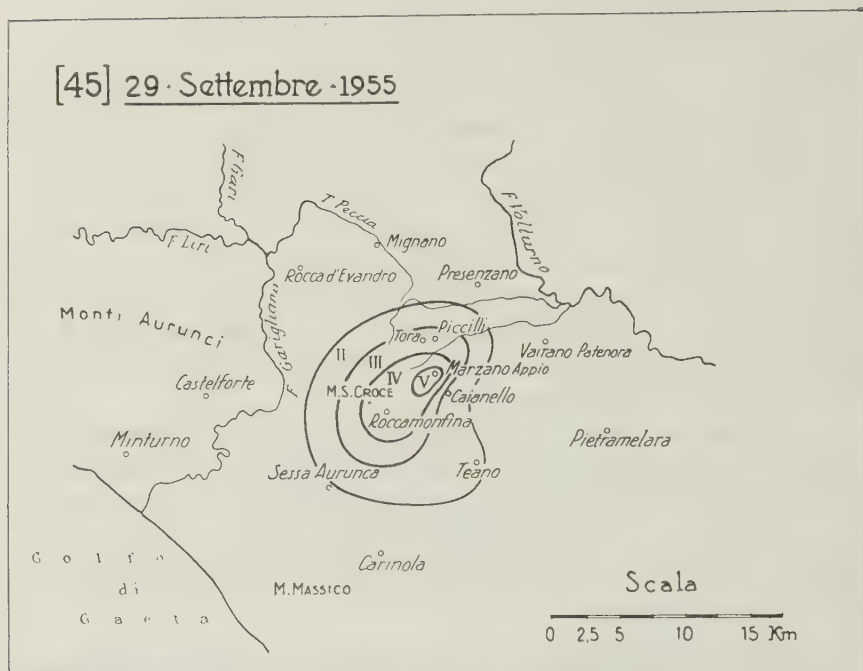 [45] 29 · Settembre · 1955
F. Gari
T. Peccia
F. Volturno
Mignano
F. Liri
Rocca d'Evandro
Presenzano
Monti Aurunci
F. Garigliano
Piccilli
Tora
II
III
IV
V
Vairano Patenora
Marzano Appio
Castelforte
M.S. CROCE
Caianello
Roccamonfina
Minturno
Pietramelara
Sessa Aurunca
Teano
Golfo
di
Gaeta
Carinola
M. MASSICO
Scala
0 2,5 5 10 15 Km